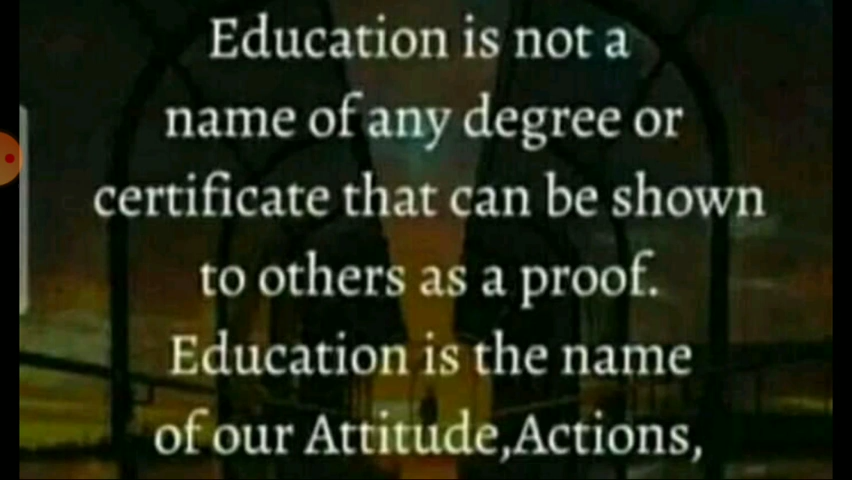 Education is not a
name of any degree or
certificate that can be shown
to others as a proof.
Education is the name
of our Attitude,Actions,